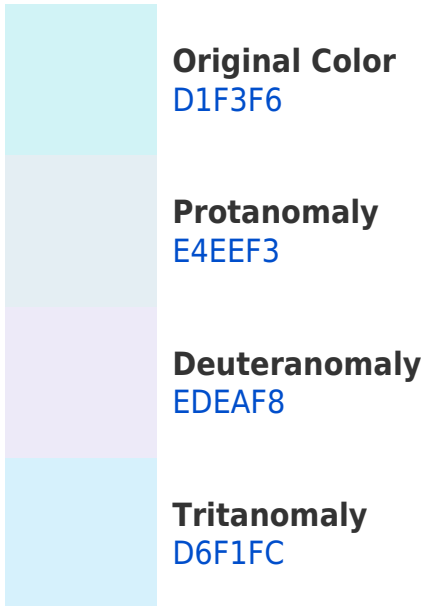 Original Color
D1F3F6
Protanomaly
E4EEF3
Deuteranomaly
EDEAF8
Tritanomaly
D6F1FC